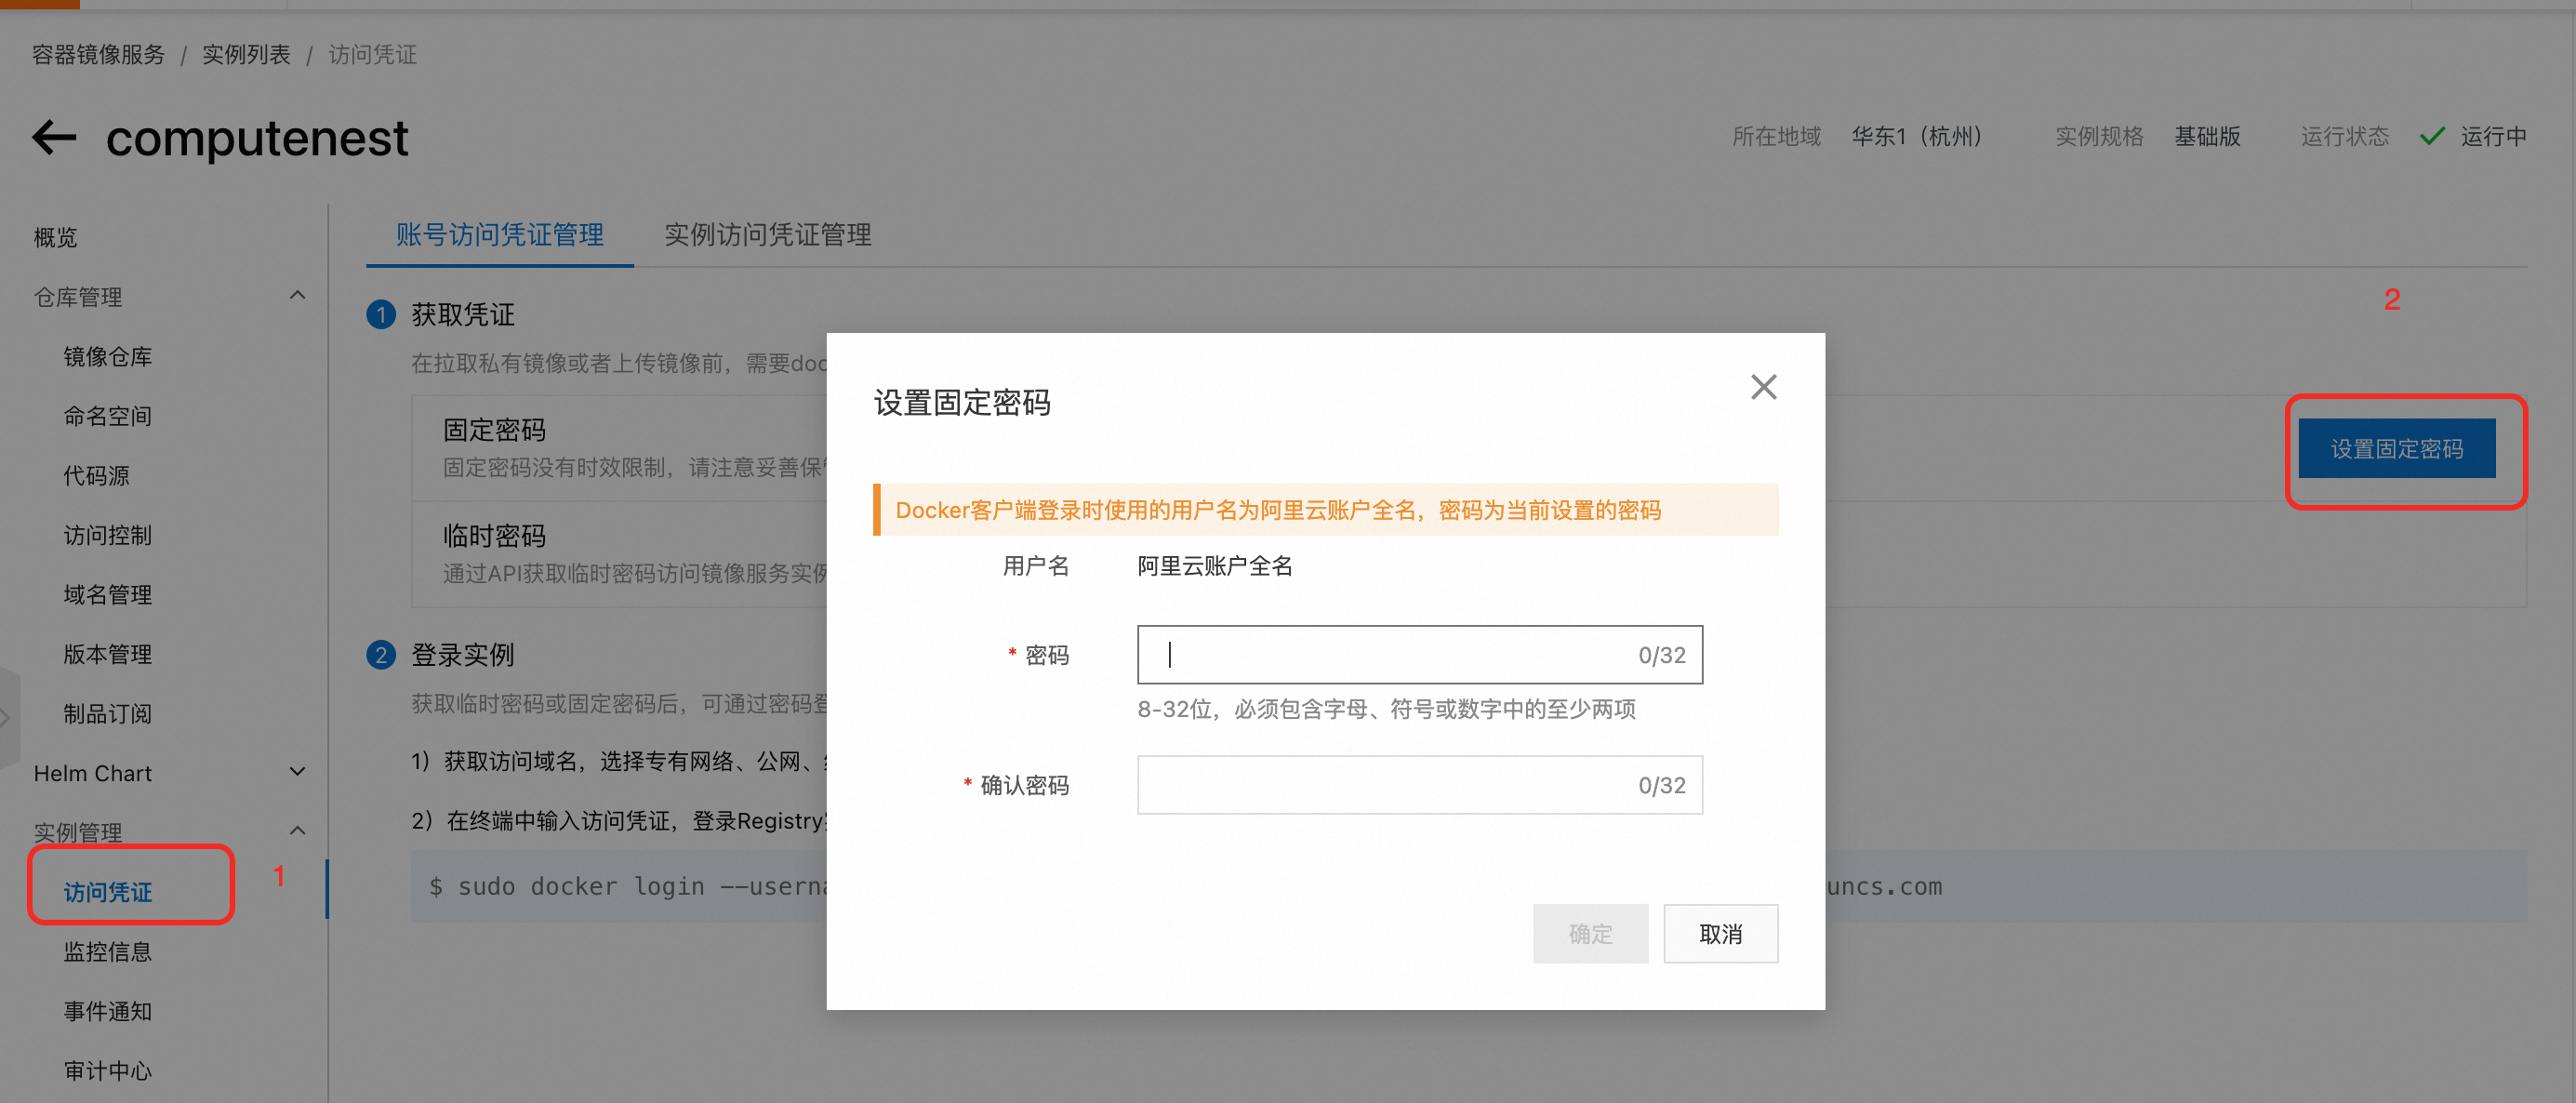 容器镜像服务 / 实例列表 / 访问凭证
computenest
所在地域 华东1（杭州） 实例规格 基础版 运行状态 运行中
概览
仓库管理
镜像仓库
命名空间
代码源
访问控制
域名管理
版本管理
制品订阅
Helm Chart
实例管理
访问凭证
1
监控信息
事件通知
审计中心
账号访问凭证管理 实例访问凭证管理
1 获取凭证
在拉取私有镜像或者上传镜像前，需要doc
固定密码
固定密码没有时效限制，请注意妥善保
2
设置固定密码
临时密码
通过API获取临时密码访问镜像服务实例
2 登录实例
获取临时密码或固定密码后，可通过密码登
1）获取访问域名，选择专有网络、公网、
2）在终端中输入访问凭证，登录Registry
$ sudo docker login --userna
uncs.com
设置固定密码
Docker客户端登录时使用的用户名为阿里云账户全名，密码为当前设置的密码
用户名 阿里云账户全名
* 密码 0/32
8-32位，必须包含字母、符号或数字中的至少两项
* 确认密码 0/32
确定 取消